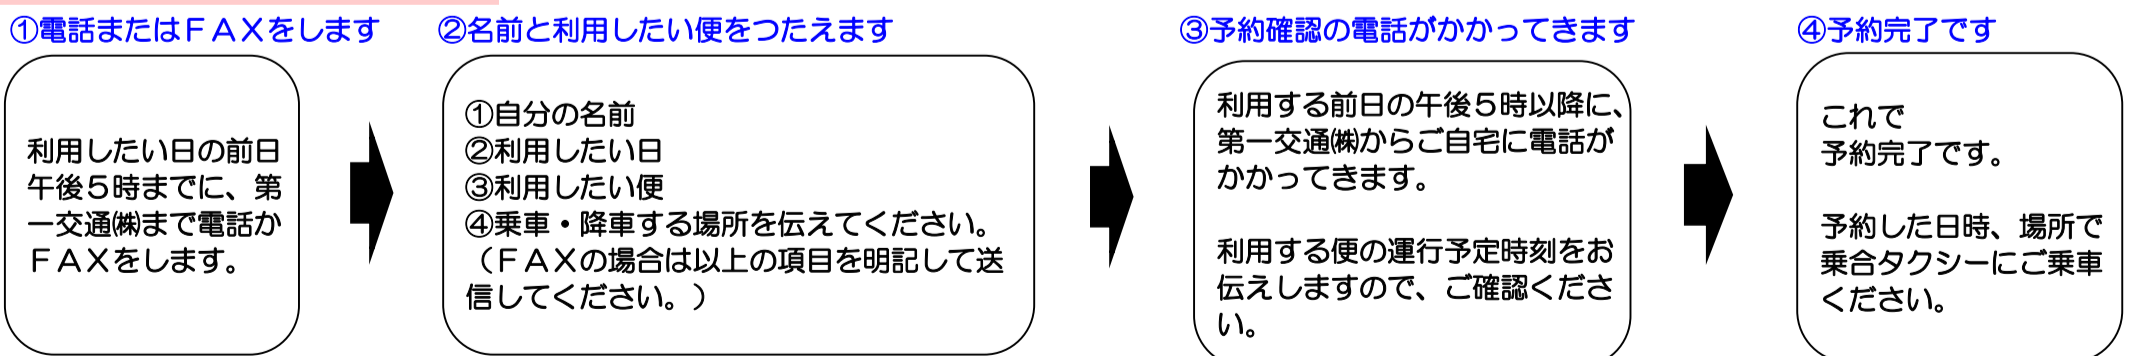 ①電話またはＦＡＸをします
利用したい日の前日
午後５時までに、第
一交通㈱まで電話か
ＦＡＸをします。
②名前と利用したい便をつたえます
①自分の名前
②利用したい日
③利用したい便
④乗車・降車する場所を伝えてください。
（ＦＡＸの場合は以上の項目を明記して送
信してください。）
③予約確認の電話がかかってきます
利用する前日の午後５時以降に、
第一交通㈱からご自宅に電話が
かかってきます。
利用する便の運行予定時刻をお
伝えしますので、ご確認くださ
い。
④予約完了です
これで
予約完了です。
予約した日時、場所で
乗合タクシーにご乗車
ください。